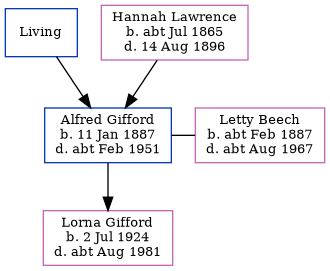 Living
Hannah Lawrence
b. abt Jul 1865
d. 14 Aug 1896
Alfred Gifford
b. 11 Jan 1887
d. abt Feb 1951
Letty Beech
b. abt Feb 1887
d. abt Aug 1967
Lorna Gifford
b. 2 Jul 1924
d. abt Aug 1981